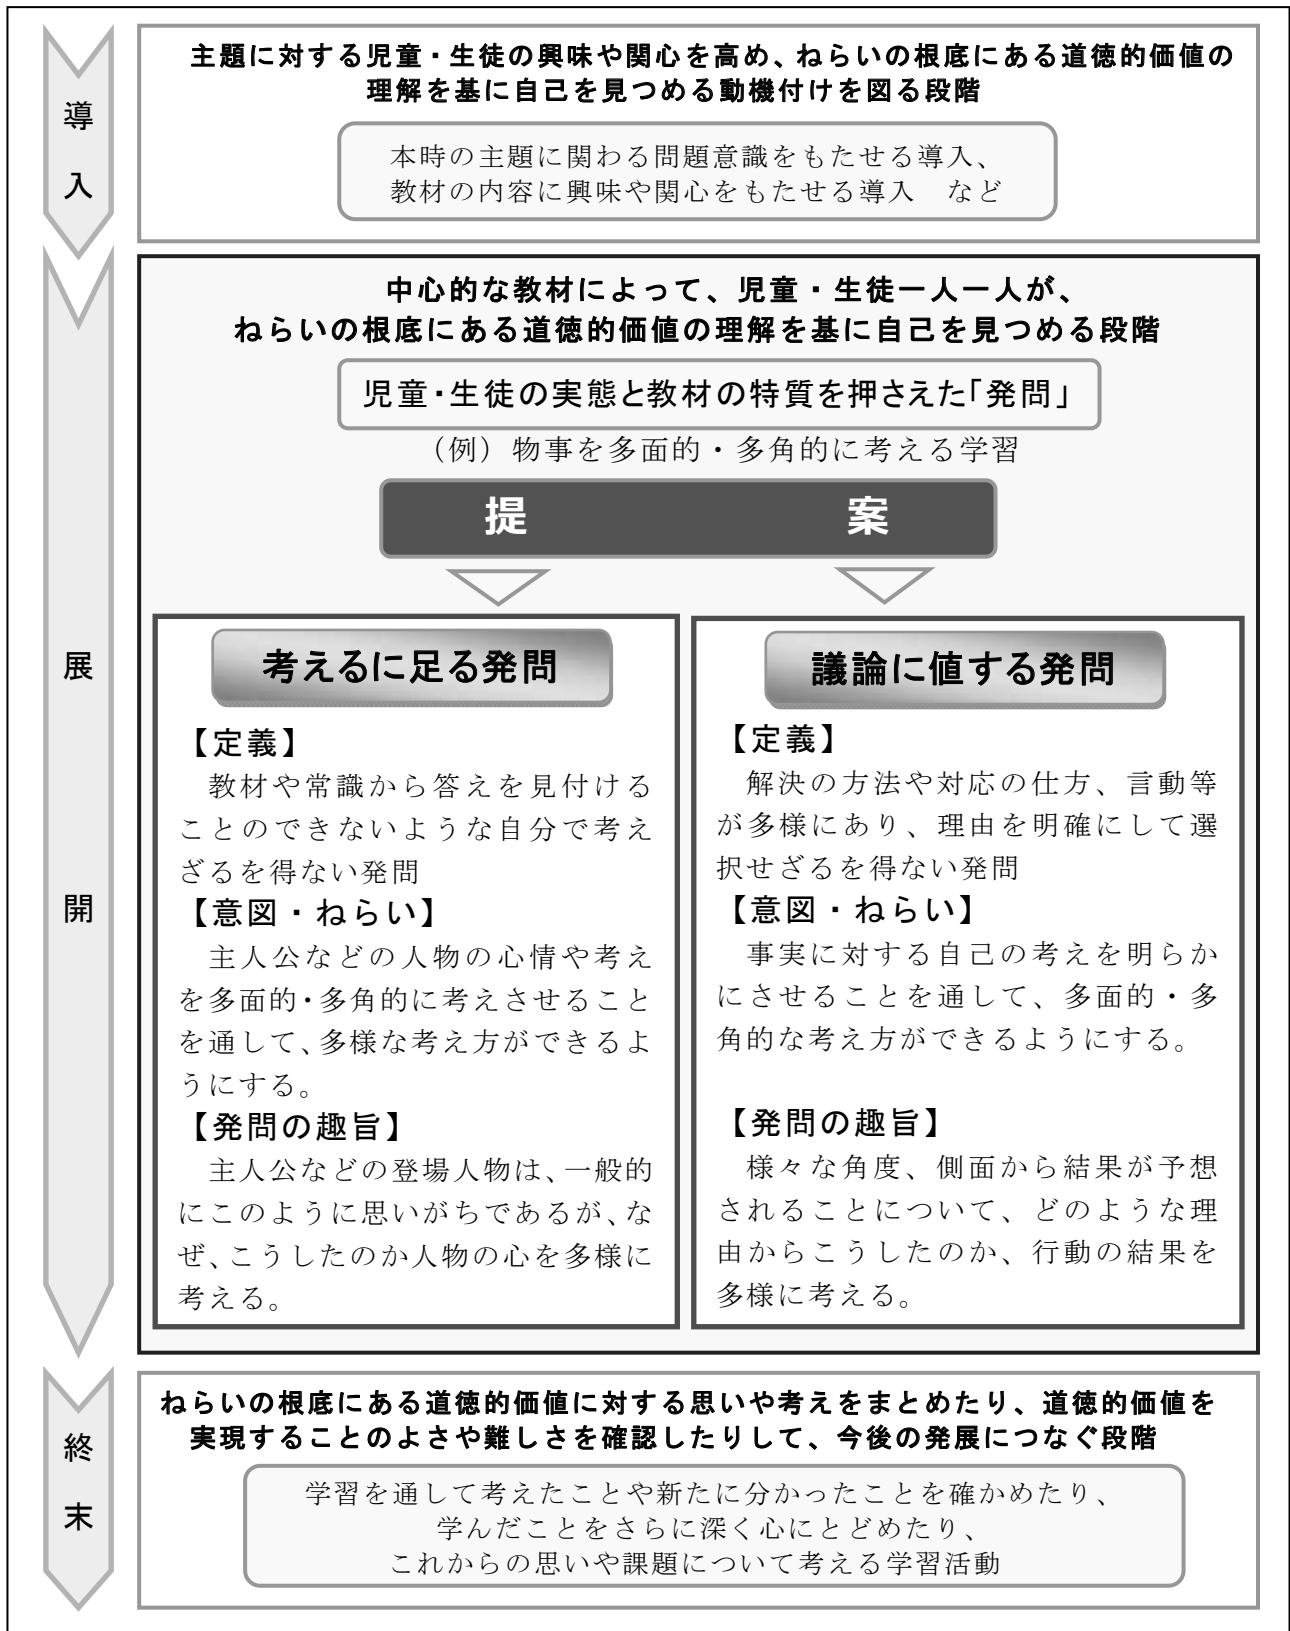 導入
主題に対する児童・生徒の興味や関心を高め、ねらいの根底にある道徳的価値の
理解を基に自己を見つめる動機付けを図る段階
本時の主題に関わる問題意識をもたせる導入、
教材の内容に興味や関心をもたせる導入　など
展開
中心的な教材によって、児童・生徒一人一人が、
ねらいの根底にある道徳的価値の理解を基に自己を見つめる段階
児童・生徒の実態と教材の特質を押さえた「発問」
（例）物事を多面的・多角的に考える学習
提案
考えるに足る発問
【定義】
教材や常識から答えを見付ける
ことのできないような自分で考え
ざるを得ない発問
【意図・ねらい】
主人公などの人物の心情や考え
を多面的・多角的に考えさせること
を通して、多様な考え方ができるよ
うにする。
【発問の趣旨】
主人公などの登場人物は、一般的
にこのように思いがちであるが、な
ぜ、こうしたのか人物の心を多様に
考える。
議論に値する発問
【定義】
解決の方法や対応の仕方、言動等
が多様にあり、理由を明確にして選
択せざるを得ない発問
【意図・ねらい】
事実に対する自己の考えを明らか
にさせることを通して、多面的・多
角的な考え方ができるようにする。
【発問の趣旨】
様々な角度、側面から結果が予想
されることについて、どのような理
由からこうしたのか、行動の結果を
多様に考える。
終末
ねらいの根底にある道徳的価値に対する思いや考えをまとめたり、道徳的価値を
実現することのよさや難しさを確認したりして、今後の発展につなぐ段階
学習を通して考えたことや新たに分かったことを確かめたり、
学んだことをさらに深く心にとどめたり、
これからの思いや課題について考える学習活動